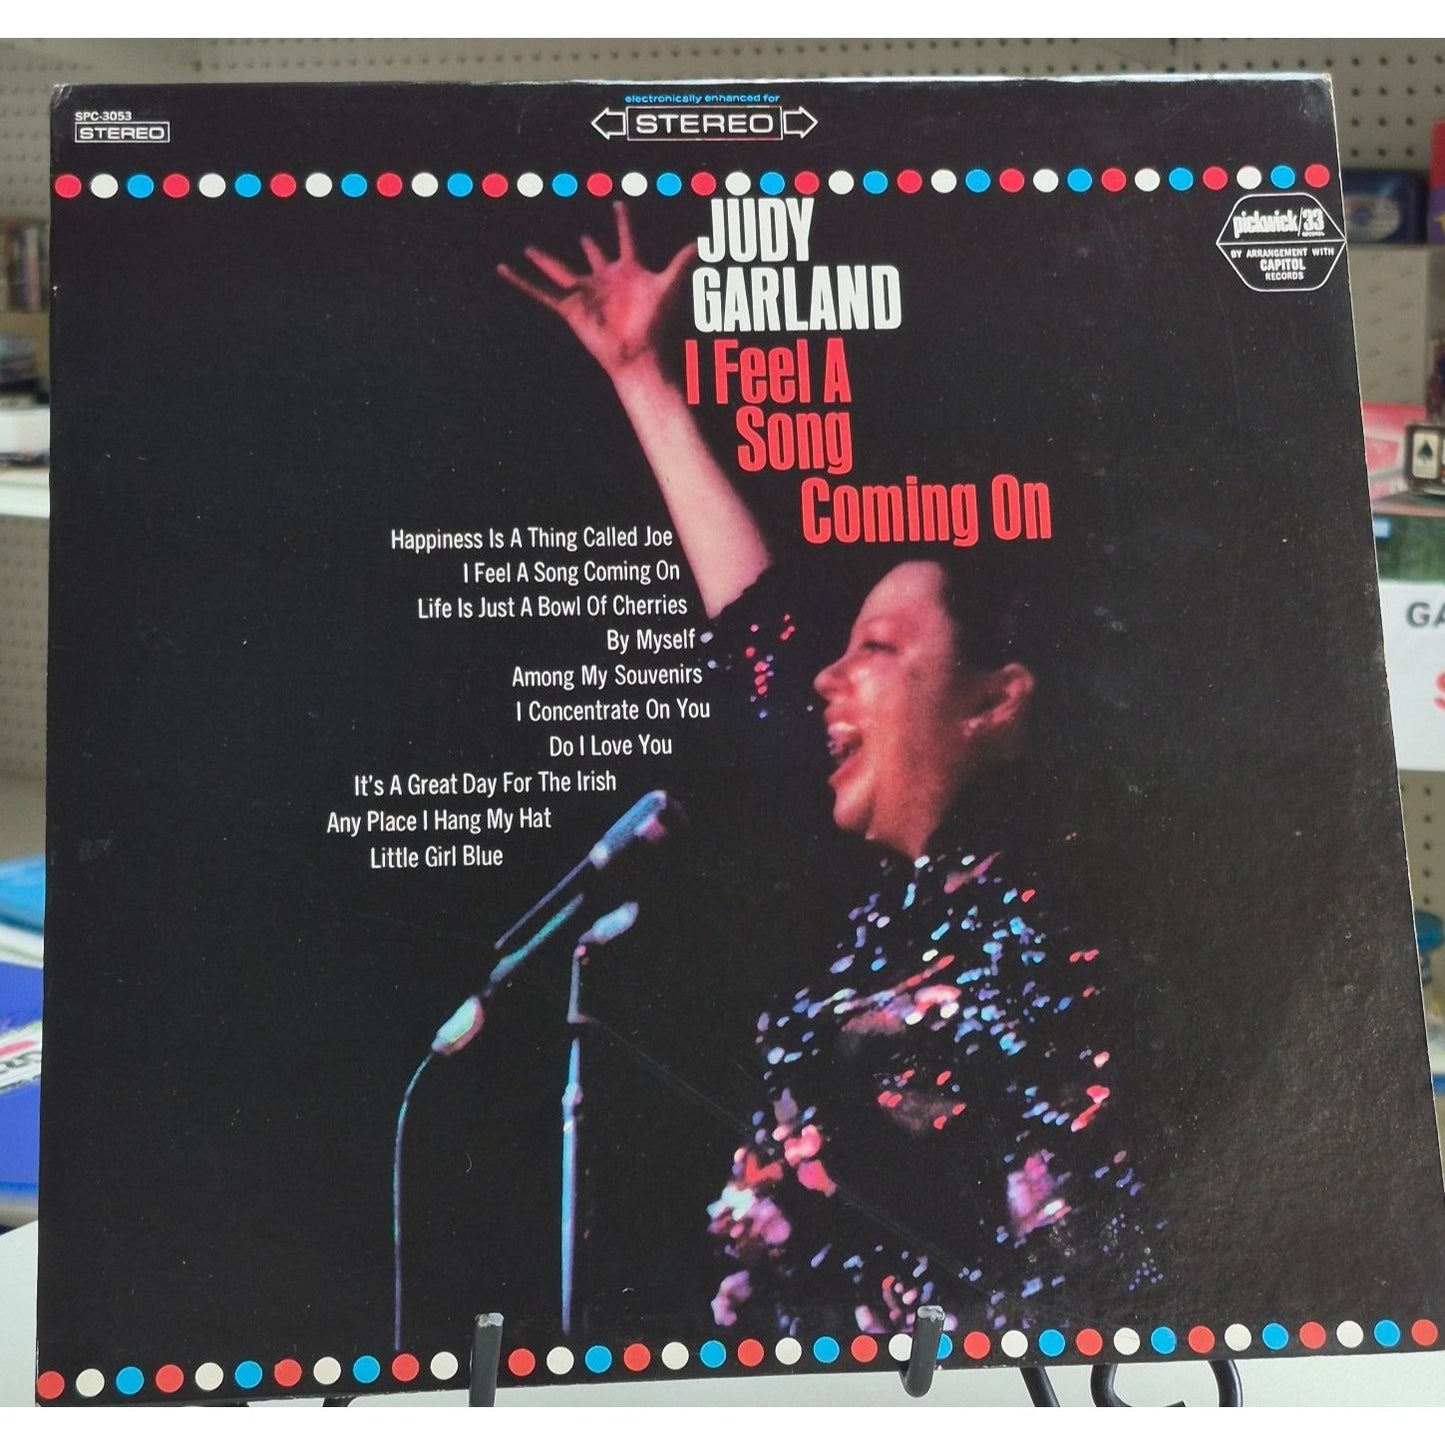 electronically enhanced for
SPC-3053
STEREO
STEREO
JUDY
GARLAND
pickwick/33
RECORDS
BY ARRANGEMENT WITH
CAPITOL
RECORDS
I Feel A
Song
Coming On
Happiness Is A Thing Called Joe
I Feel A Song Coming On
Life Is Just A Bowl Of Cherries
By Myself
Among My Souvenirs
I Concentrate On You
Do I Love You
It's A Great Day For The Irish
Any Place I Hang My Hat
Little Girl Blue
GA